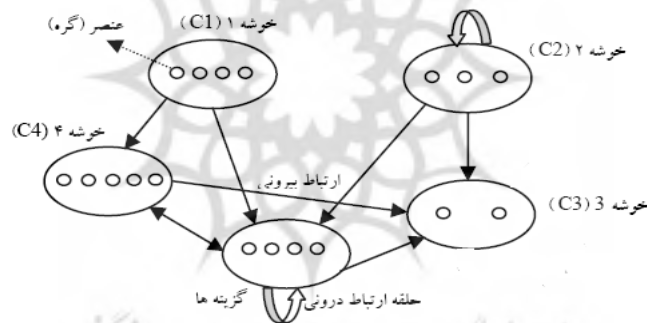 خوشه ۱ (C1)
عنصر (گره)
خوشه ۲ (C2)
خوشه ۴ (C4)
ارتباط بیرونی
خوشه 3 (C3)
گزینه ها
حلقه ارتباط درونی